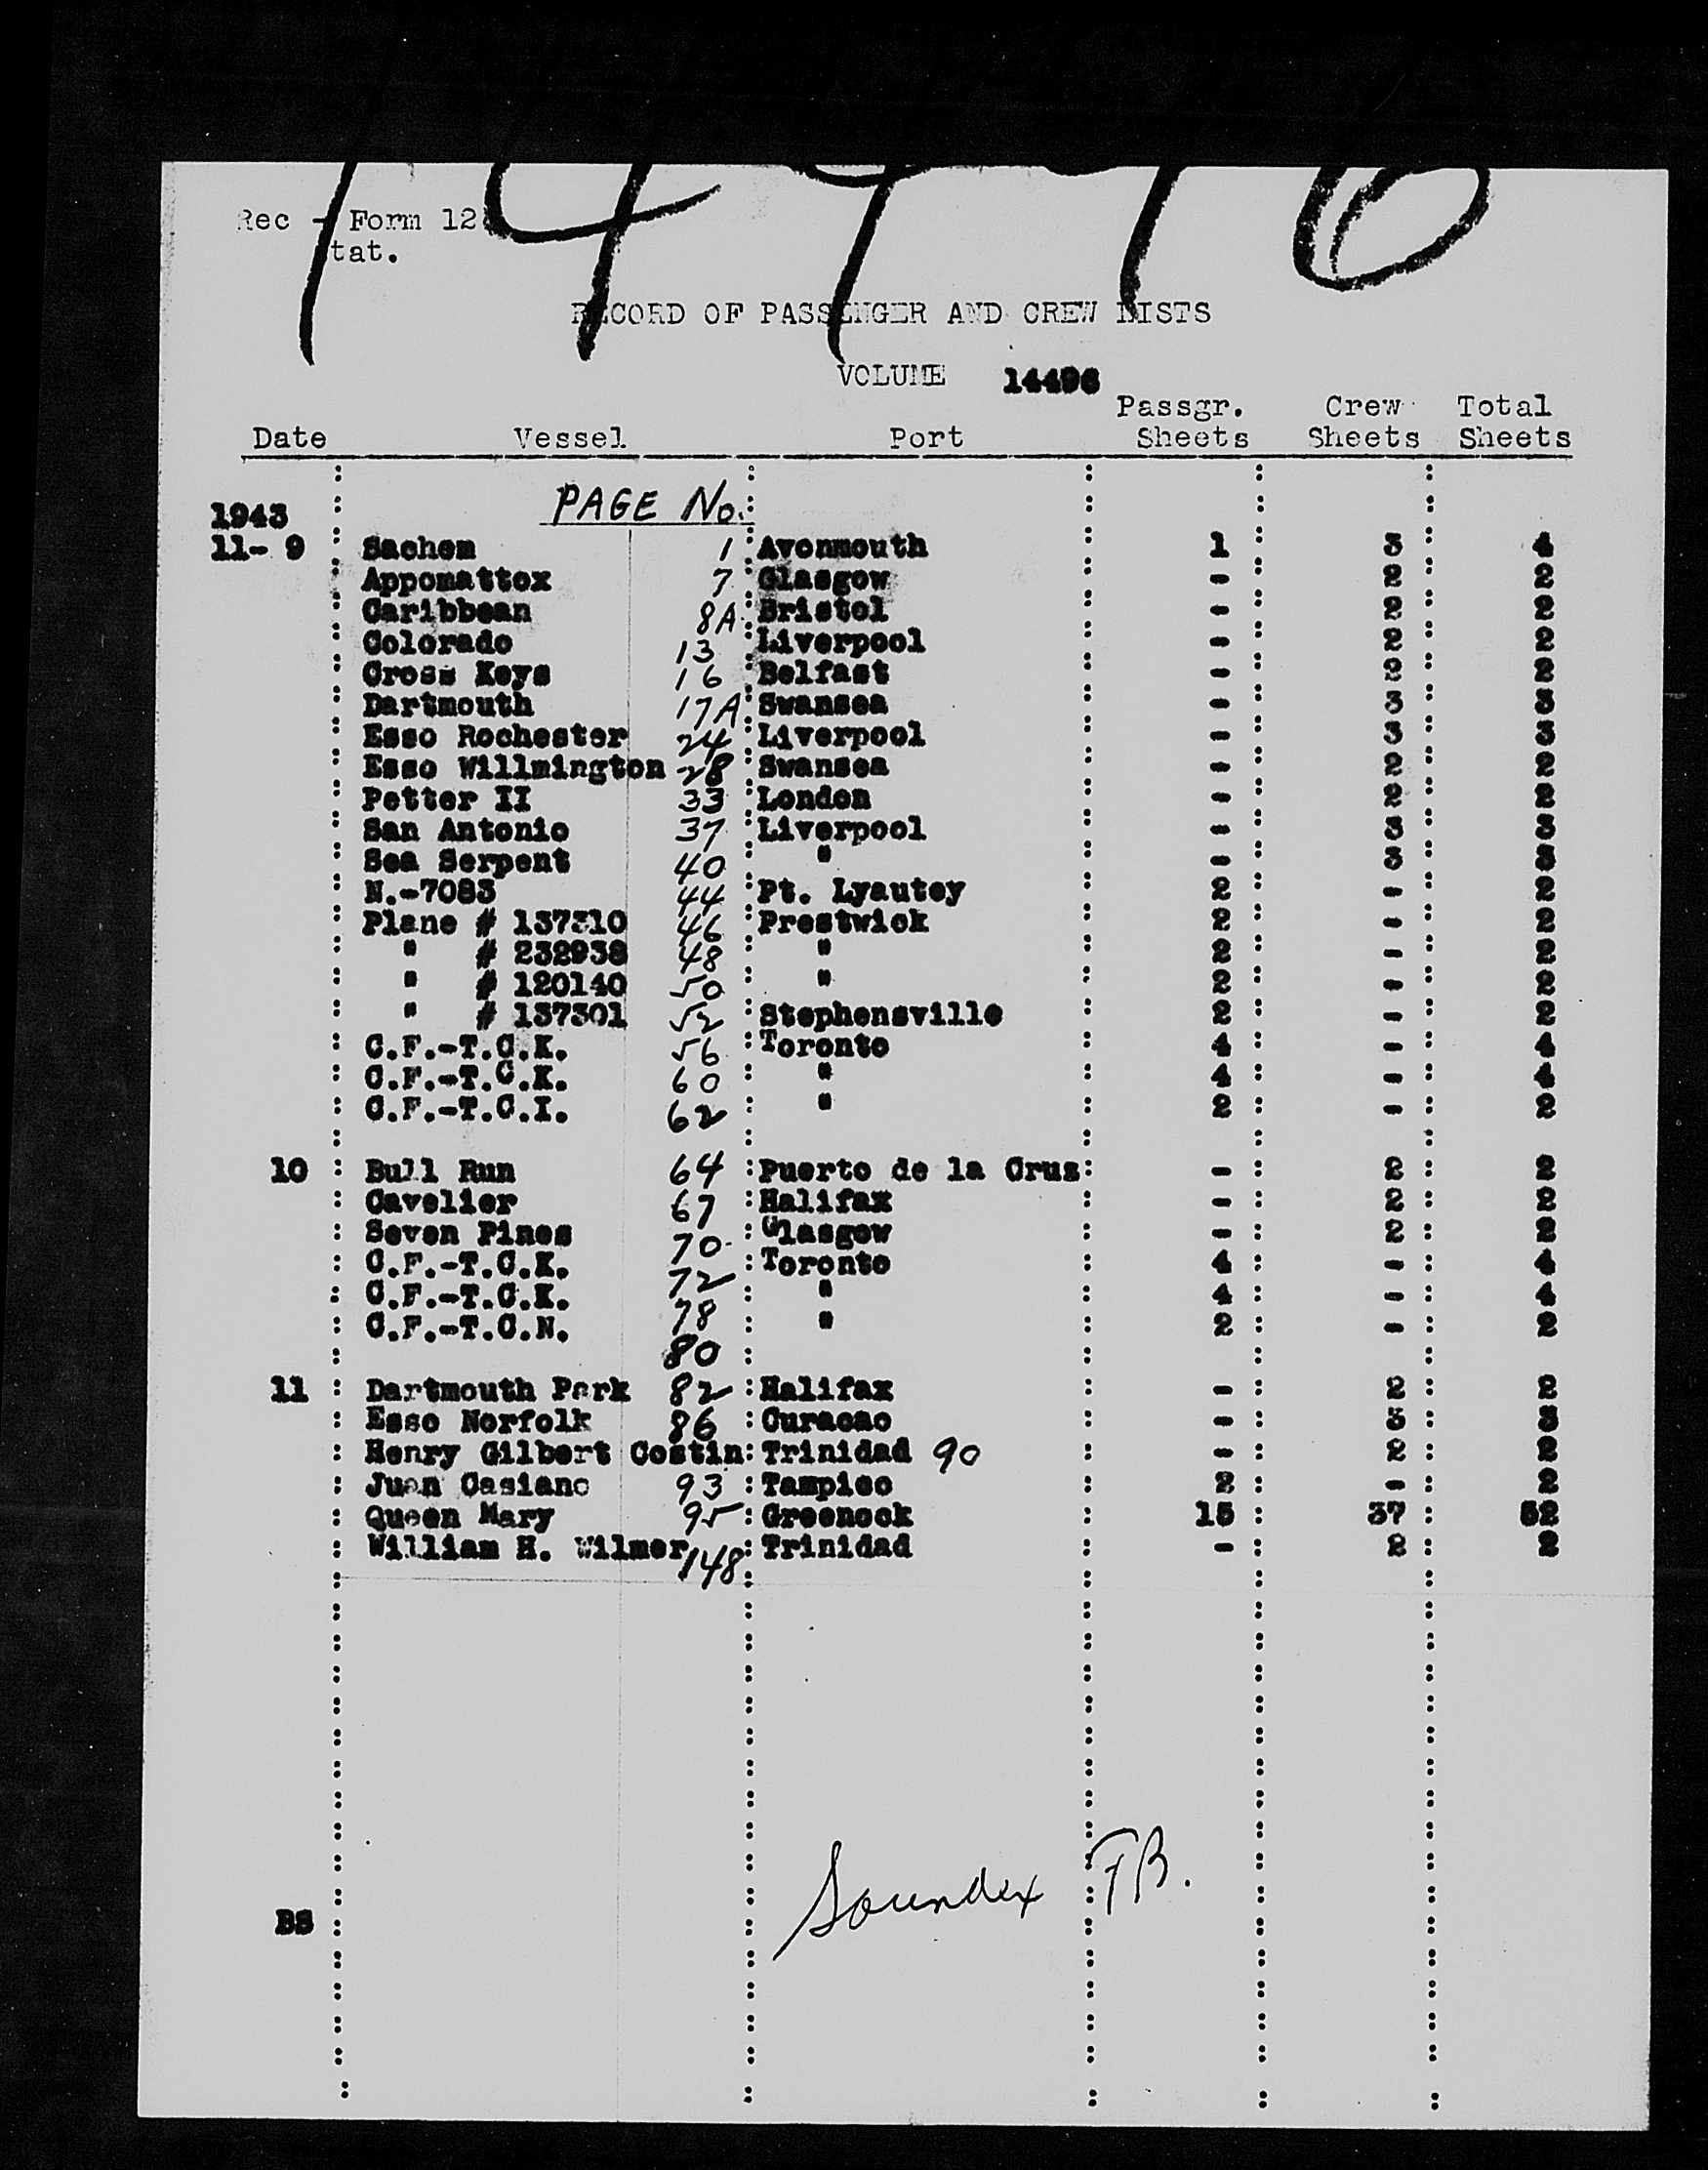 14496
Rec - Form 12
Stat.
RECORD OF PASSENGER AND CREW LISTS
VOLUME 14496
Passgr. Crew Total
Date Vessel Port Sheets Sheets Sheets
PAGE No.
1943
11- 9 : Sachem 1 : Avonmouth : 1 : 3 : 4
: Appomattox 7 : Glasgow : - : 2 : 2
: Caribbean 8A : Bristol : - : 2 : 2
: Colorado 13 : Liverpool : - : 2 : 2
: Cross Keys 16 : Belfast : - : 2 : 2
: Dartmouth 17A : Swansea : - : 3 : 3
: Esso Rochester 24 : Liverpool : - : 3 : 3
: Esso Willmington 28 : Swansea : - : 2 : 2
: Petter II 33 : London : - : 2 : 2
: San Antonio 37 : Liverpool : - : 3 : 3
: Sea Serpent 40 : " : - : 3 : 3
: N.-7083 44 : Pt. Lyautey : 2 : - : 2
: Plane # 137310 46 : Prestwick : 2 : - : 2
: " # 232938 48 : " : 2 : - : 2
: " # 120140 50 : " : 2 : - : 2
: " # 137301 52 : Stephensville : 2 : - : 2
: C.F.-T.C.K. 56 : Toronto : 4 : - : 4
: C.F.-T.C.K. 60 : " : 4 : - : 4
: C.F.-T.C.I. 62 : " : 2 : - : 2
10 : Bull Run 64 : Puerto de la Cruz : - : 2 : 2
: Cavelier 67 : Halifax : - : 2 : 2
: Seven Pines 70 : Glasgow : - : 2 : 2
: C.F.-T.C.K. 72 : Toronto : 4 : - : 4
: C.F.-T.C.K. 78 : " : 4 : - : 4
: C.F.-T.C.N. 80 : " : 2 : - : 2
11 : Dartmouth Park 82 : Halifax : - : 2 : 2
: Esso Norfolk 86 : Curacao : - : 3 : 3
: Henry Gilbert Costin : Trinidad 90 : - : 2 : 2
: Juan Casiano 93 : Tampico : 2 : - : 2
: Queen Mary 95 : Greenock : 15 : 37 : 52
: William H. Wilmer 148 : Trinidad : - : 2 : 2
Soundex TB.
BS